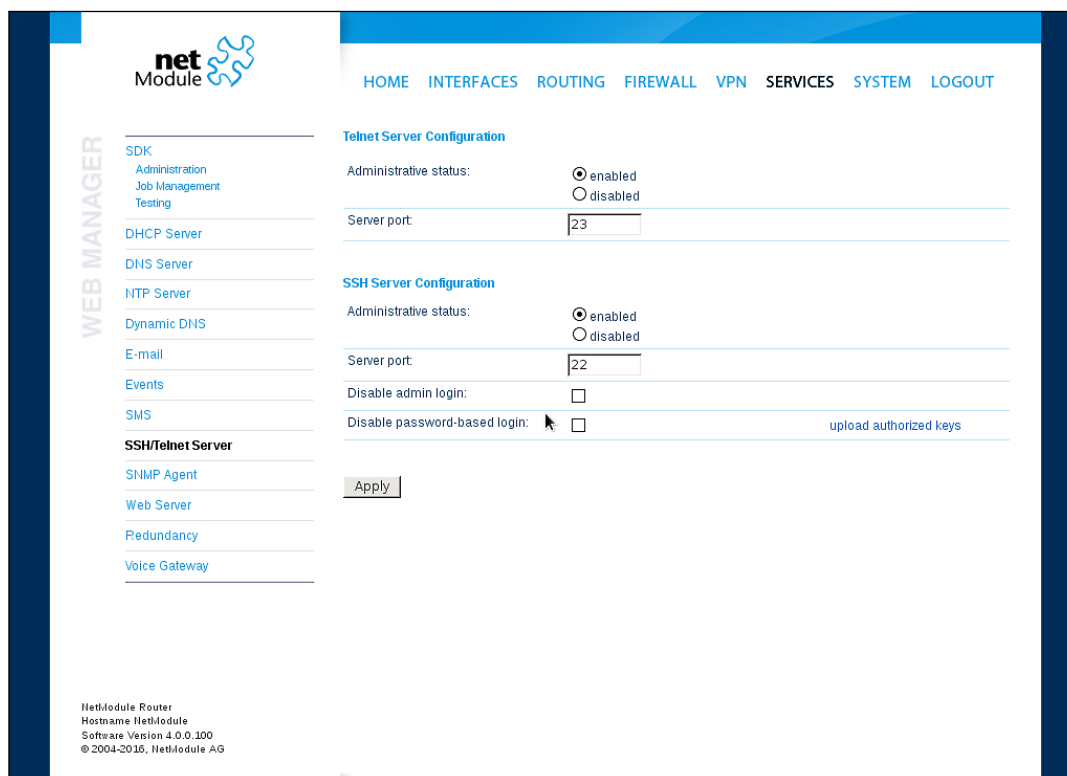 net
Module
HOME INTERFACES ROUTING FIREWALL VPN SERVICES SYSTEM LOGOUT
WEB MANAGER
SDK
Administration
Job Management
Testing
DHCP Server
DNS Server
NTP Server
Dynamic DNS
E-mail
Events
SMS
SSH/Telnet Server
SNMP Agent
Web Server
Redundancy
Voice Gateway
Telnet Server Configuration
Administrative status:
enabled
disabled
Server port:
23
SSH Server Configuration
Administrative status:
enabled
disabled
Server port:
22
Disable admin login:
Disable password-based login:
upload authorized keys
Apply
NetModule Router
Hostname NetModule
Software Version 4.0.0.100
© 2004-2016, NetModule AG